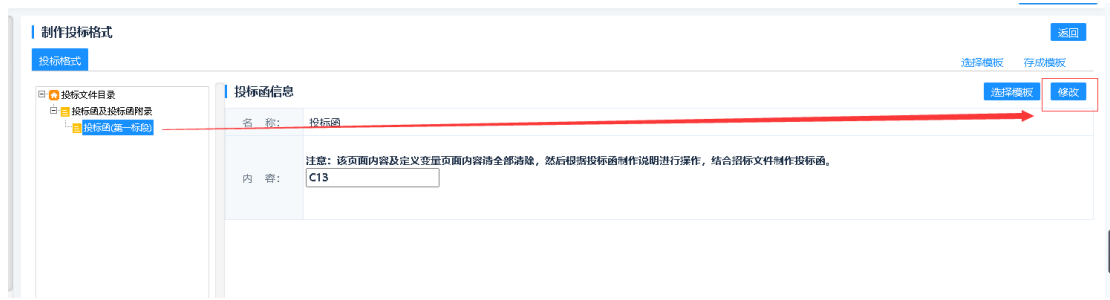 制作投标格式
返回
投标格式
选择模板 存成模板
投标文件目录
投标函及投标函附录
投标函(第一标段)
投标函信息
选择模板 修改
名 称： 投标函
注意：该页面内容及定义变量页面内容请全部清除，然后根据投标函制作说明进行操作，结合招标文件制作投标函。
内 容：
C13